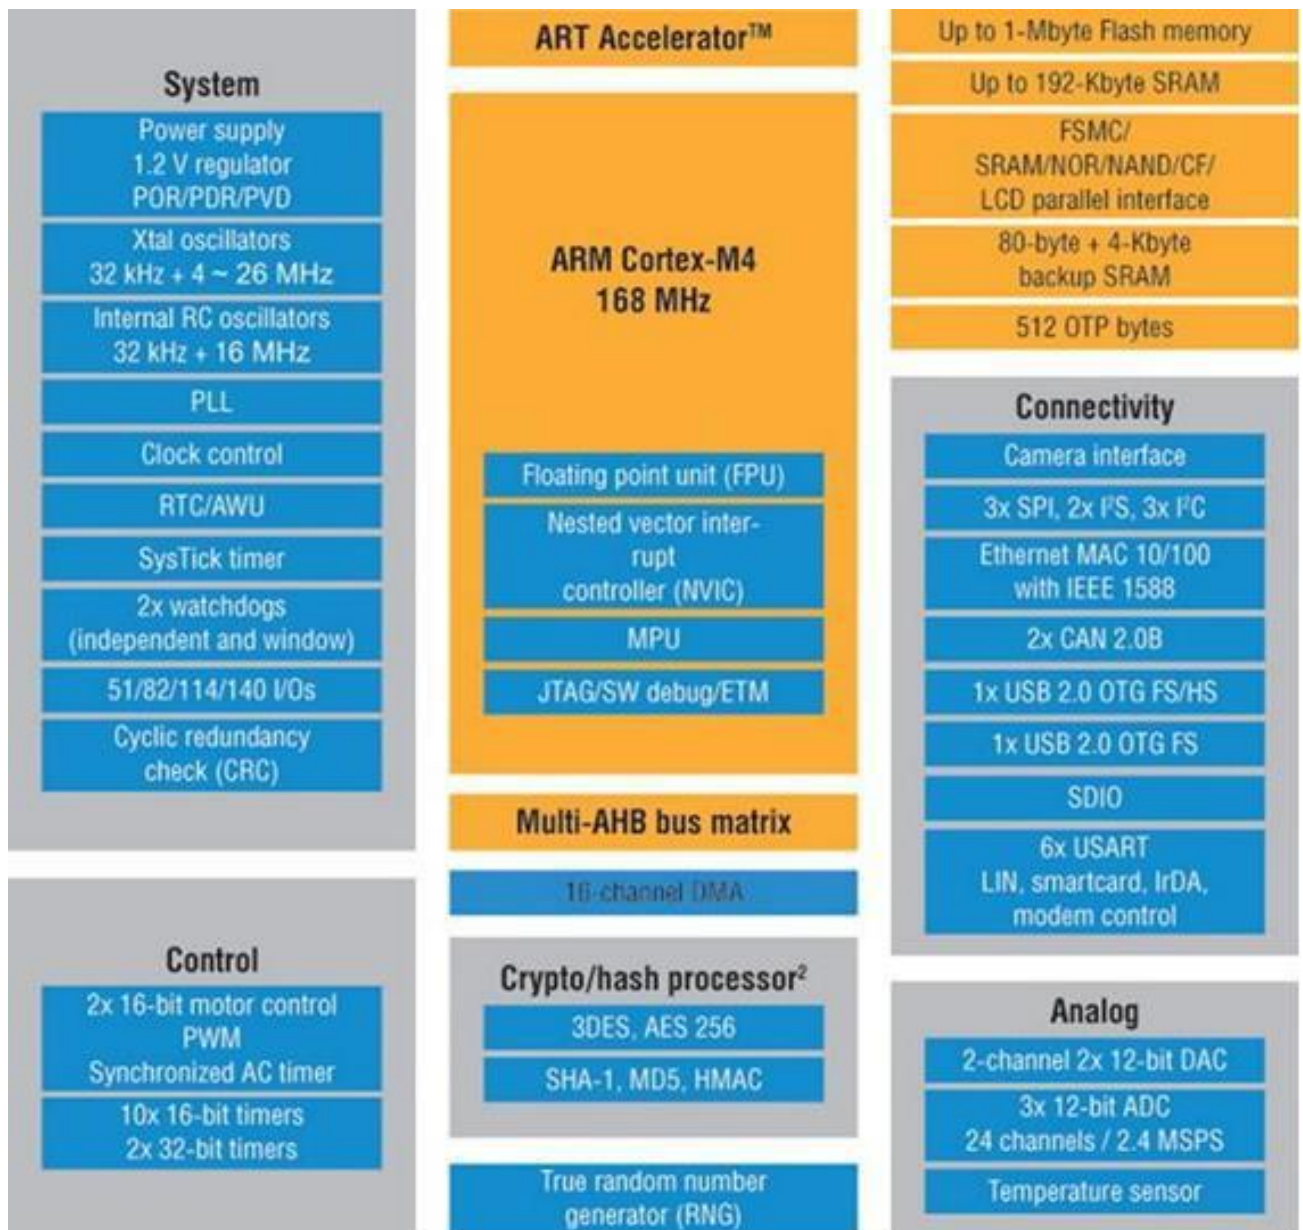 System
Power supply
1.2 V regulator
POR/PDR/PVD
Xtal oscillators
32 kHz + 4 ~ 26 MHz
Internal RC oscillators
32 kHz + 16 MHz
PLL
Clock control
RTC/AWU
SysTick timer
2x watchdogs
(independent and window)
51/82/114/140 I/Os
Cyclic redundancy
check (CRC)
Control
2x 16-bit motor control
PWM
Synchronized AC timer
10x 16-bit timers
2x 32-bit timers
ART Accelerator™
ARM Cortex-M4
168 MHz
Floating point unit (FPU)
Nested vector inter-
rupt
controller (NVIC)
MPU
JTAG/SW debug/ETM
Multi-AHB bus matrix
16-channel DMA
Crypto/hash processor²
3DES, AES 256
SHA-1, MD5, HMAC
True random number
generator (RNG)
Up to 1-Mbyte Flash memory
Up to 192-Kbyte SRAM
FSMC/
SRAM/NOR/NAND/CF/
LCD parallel interface
80-byte + 4-Kbyte
backup SRAM
512 OTP bytes
Connectivity
Camera interface
3x SPI, 2x I²S, 3x I²C
Ethernet MAC 10/100
with IEEE 1588
2x CAN 2.0B
1x USB 2.0 OTG FS/HS
1x USB 2.0 OTG FS
SDIO
6x USART
LIN, smartcard, IrDA,
modem control
Analog
2-channel 2x 12-bit DAC
3x 12-bit ADC
24 channels / 2.4 MSPS
Temperature sensor